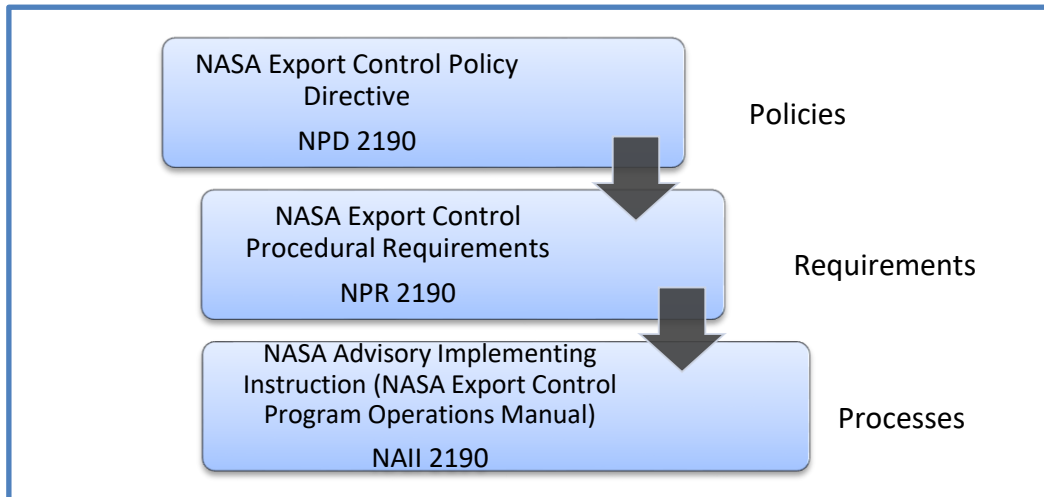 NASA Export Control Policy
Directive
NPD 2190
Policies
NASA Export Control
Procedural Requirements
NPR 2190
Requirements
NASA Advisory Implementing
Instruction (NASA Export Control
Program Operations Manual)
NAII 2190
Processes